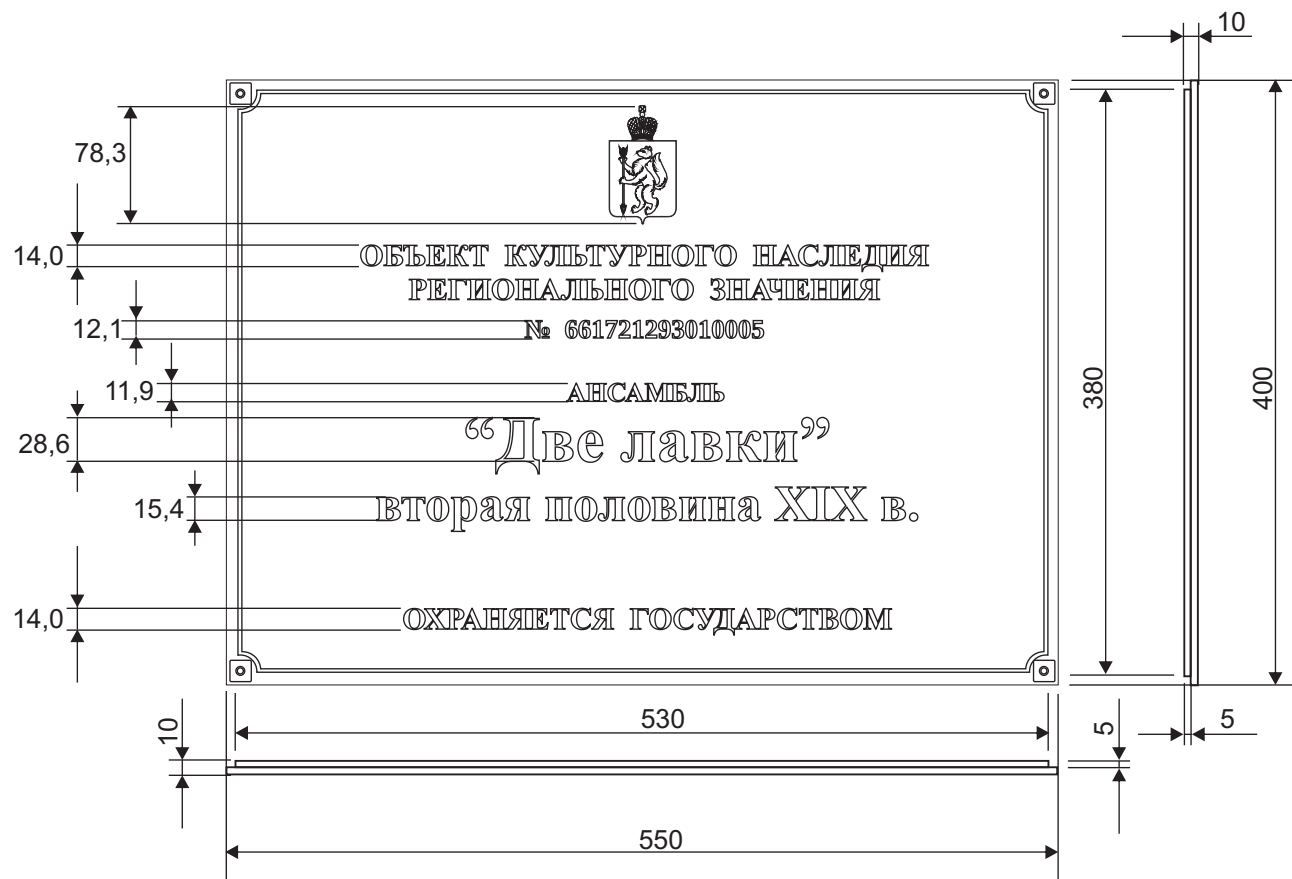 10
78,3
14,0
ОБЪЕКТ КУЛЬТУРНОГО НАСЛЕДИЯ
РЕГИОНАЛЬНОГО ЗНАЧЕНИЯ
12,1
№ 661721293010005
11,9
АНСАМБЛЬ
380
400
28,6
“Две лавки”
15,4
вторая половина XIX в.
14,0
ОХРАНЯЕТСЯ ГОСУДАРСТВОМ
10
530
5
5
550